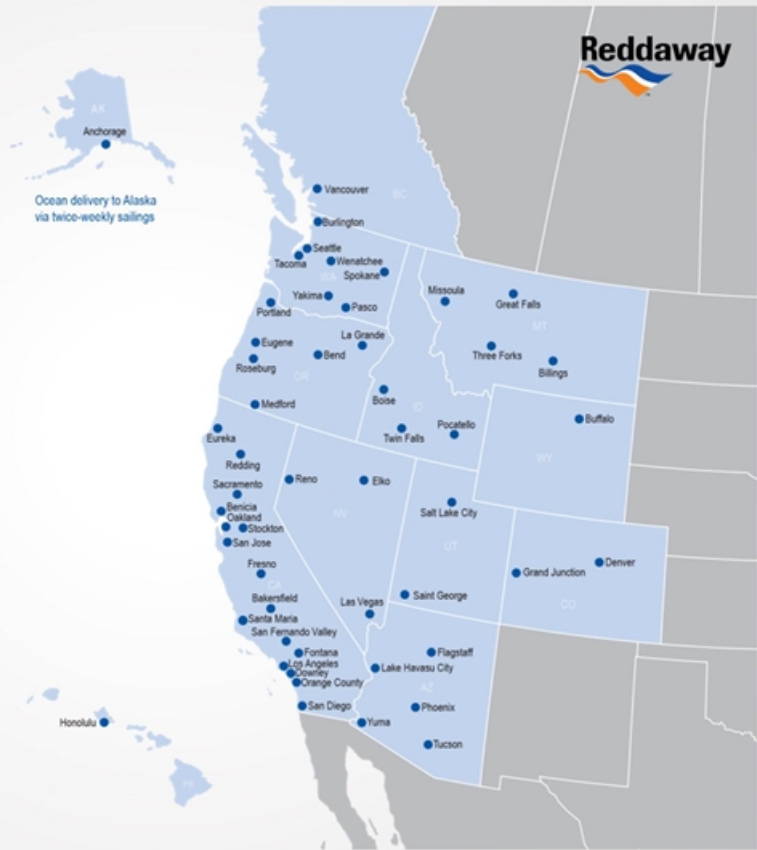 Reddaway
AK
Anchorage
Ocean delivery to Alaska
via twice-weekly sailings
Vancouver
BC
Burlington
Seattle
Tacoma
Wenatchee
WA
Spokane
Yakima
Pasco
Portland
Missoula
Great Falls
MT
La Grande
Eugene
Bend
Three Forks
Roseburg
Billings
OR
Boise
Medford
ID
Buffalo
Eureka
Twin Falls
Pocatello
Redding
WY
Sacramento
Reno
Elko
Benicia
Oakland
NV
Salt Lake City
Stockton
San Jose
UT
Fresno
Denver
Grand Junction
CA
Bakersfield
Las Vegas
Saint George
CO
Santa Maria
San Fernando Valley
Fontana
Flagstaff
Los Angeles
Lake Havasu City
Downey
Orange County
AZ
San Diego
Phoenix
Honolulu
Yuma
Tucson
HI